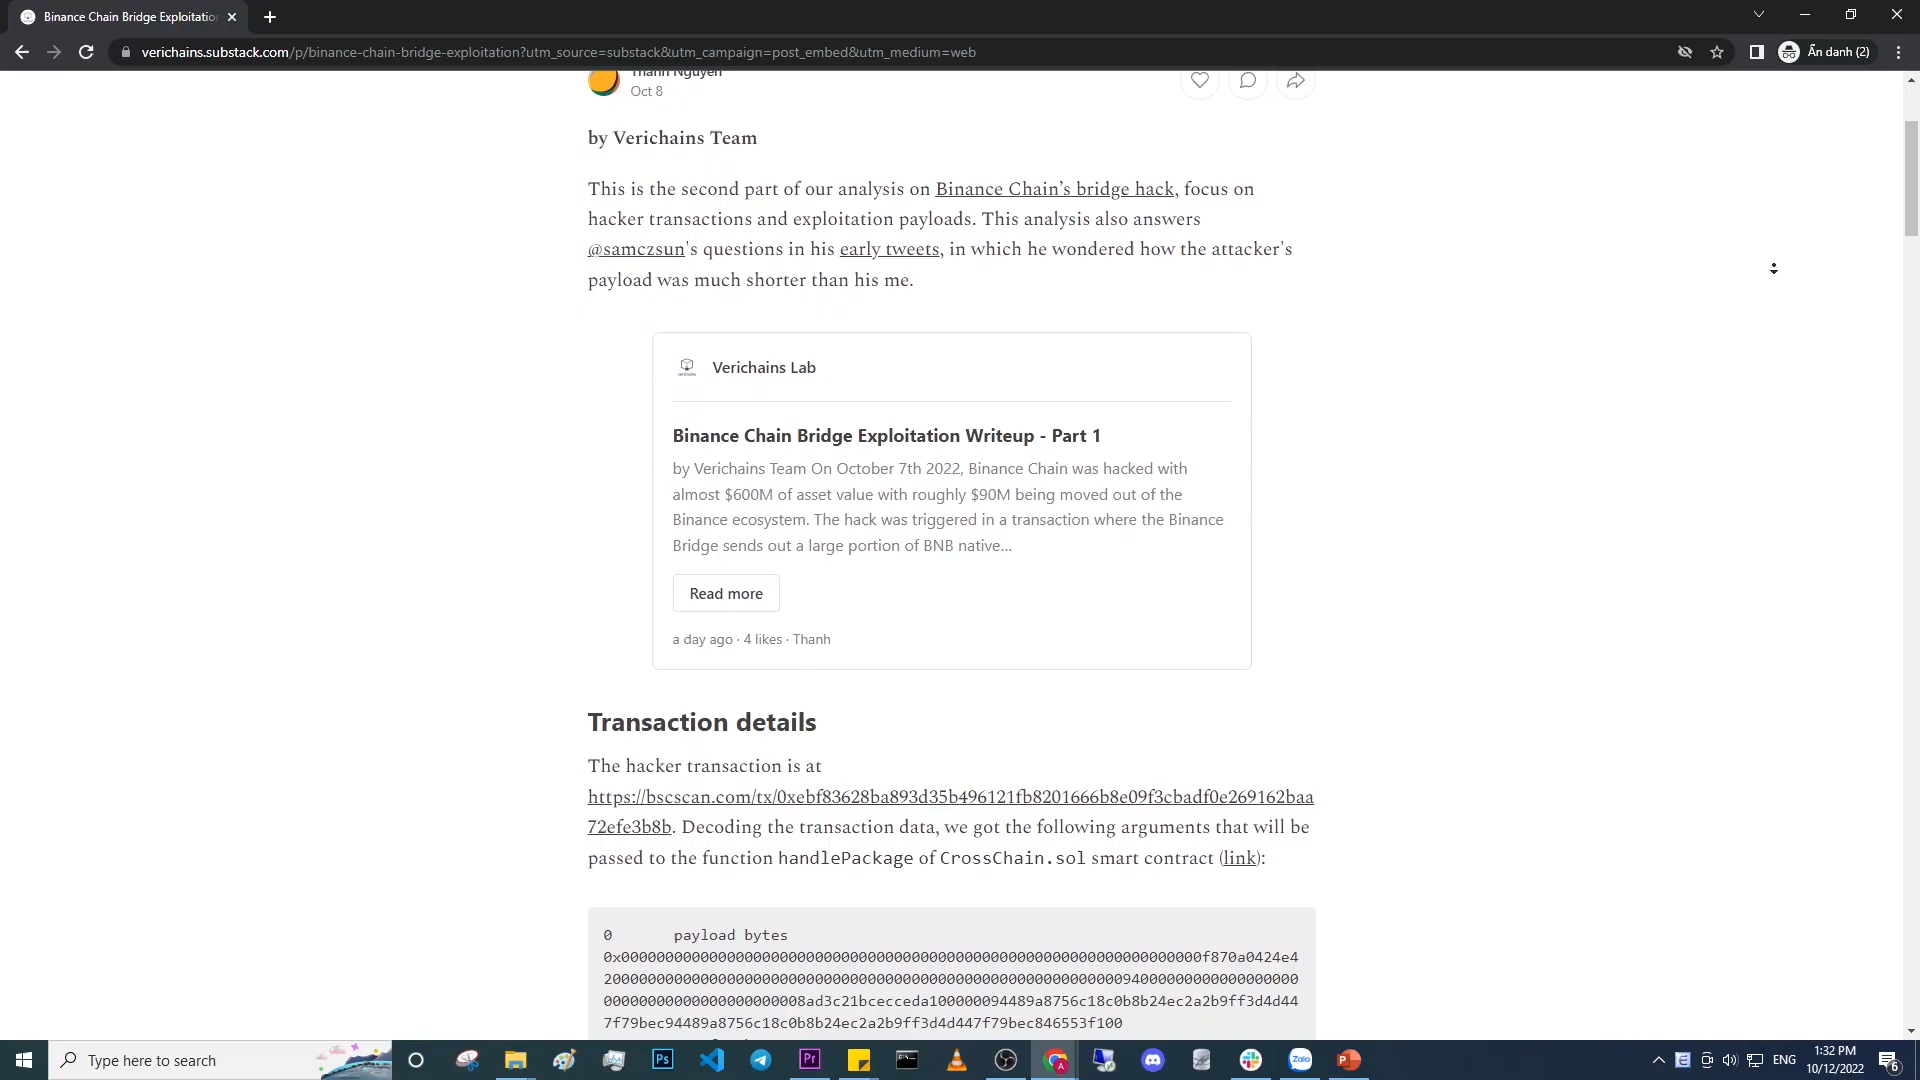 Binance Chain Bridge Exploitatio
verichains.substack.com/p/binance-chain-bridge-exploitation?utm_source=substack&utm_campaign=post_embed&utm_medium=web
Ẩn danh (2)
Thanh Nguyen
Oct 8
by Verichains Team
This is the second part of our analysis on Binance Chain’s bridge hack, focus on
hacker transactions and exploitation payloads. This analysis also answers
@samczsun's questions in his early tweets, in which he wondered how the attacker's
payload was much shorter than his me.
Verichains Lab
Binance Chain Bridge Exploitation Writeup - Part 1
by Verichains Team On October 7th 2022, Binance Chain was hacked with
almost $600M of asset value with roughly $90M being moved out of the
Binance ecosystem. The hack was triggered in a transaction where the Binance
Bridge sends out a large portion of BNB native…
Read more
a day ago · 4 likes · Thanh
Transaction details
The hacker transaction is at
https://bscscan.com/tx/0xebf83628ba893d35b496121fb8201666b8e09f3cbadf0e269162baa
72efe3b8b. Decoding the transaction data, we got the following arguments that will be
passed to the function handlePackage of CrossChain.sol smart contract (link):
0 payload bytes
0x000000000000000000000000000000000000000000000000000000000000000000f870a0424e4
2000000000000000000000000000000000000000000000000000000000009400000000000000000
000000000000000000000008ad3c21bcecceda100000094489a8756c18c0b8b24ec2a2b9ff3d4d44
7f79bec94489a8756c18c0b8b24ec2a2b9ff3d4d447f79bec846553f100
Type here to search
ENG
1:32 PM
10/12/2022
6